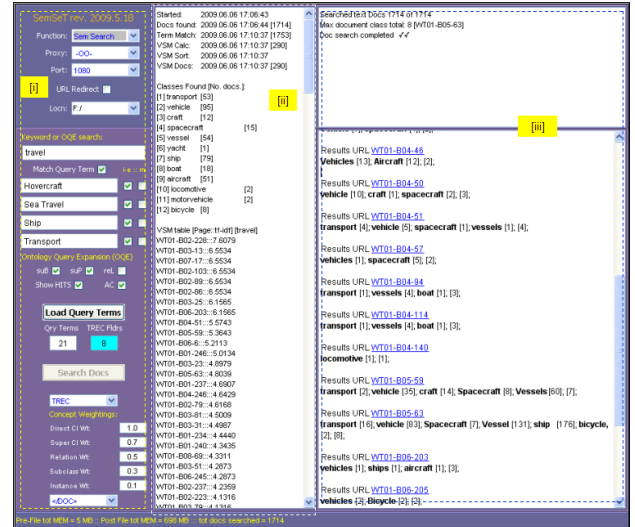 SemSeT rev. 2009.5.18
Function: Sem Search
Proxy: -OO-
Port: 1080
[i]
URL Redirect
Locn: F:/
Keyword or OQE search:
travel
Match Query Term
i-s :: m
Hovercraft
Sea Travel
Ship
Transport
Ontology Query Expansion (OQE)
suB suP reL
Show HITS AC
Load Query Terms
Qry Terms TREC Fldrs
21 8
Search Docs
TREC
Concept Weightings:
Direct Cl Wt: 1.0
Super Cl Wt: 0.7
Relation Wt: 0.5
Subclass Wt: 0.3
Instance Wt: 0.1
</DOC>
Started: 2009.06.06 17:06:43
Docs found: 2009.06.06 17:06:44 [1714]
Term Match: 2009.06.06 17:10:37 [1753]
VSM Calc: 2009.06.06 17:10:37 [290]
VSM Sort: 2009.06.06 17:10:37
VSM Docs: 2009.06.06 17:10:37 [290]
Classes Found [No. docs.]:
[ii]
[1] transport [53]
[2] vehicle [95]
[3] craft [12]
[4] spacecraft [15]
[5] vessel [54]
[6] yacht [1]
[7] ship [79]
[8] boat [18]
[9] aircraft [51]
[10] locomotive [2]
[11] motorvehicle [2]
[12] bicycle [8]
VSM table [Page::tf-idf] [travel]
WT01-B02-228:::7.6079
WT01-B03-13:::6.5534
WT01-B07-17:::6.5534
WT01-B02-103:::6.5534
WT01-B02-89:::6.5534
WT01-B02-86:::6.5534
WT01-B03-25:::6.1565
WT01-B06-203:::6.1565
WT01-B04-51:::5.5743
WT01-B05-59:::5.3643
WT01-B06-6:::5.2113
WT01-B01-246:::5.0134
WT01-B03-23:::4.8979
WT01-B05-63:::4.8039
WT01-B01-237:::4.6907
WT01-B04-246:::4.6429
WT01-B02-79:::4.6168
WT01-B03-81:::4.5009
WT01-B03-31:::4.4987
WT01-B01-234:::4.4440
WT01-B01-240:::4.3435
WT01-B08-69:::4.3311
WT01-B03-51:::4.2873
WT01-B06-245:::4.2873
WT01-B02-237:::4.2359
WT01-B02-223:::4.1316
WT01-B03-79:::4.1316
Searched text Docs 1714 of 1714
Max document class total: 8 [WT01-B05-63]
Doc search completed ✓✓
[iii]
Results URL WT01-B04-46
Vehicles [13]; Aircraft [12]; [2];
Results URL WT01-B04-50
vehicle [10]; craft [1]; spacecraft [2]; [3];
Results URL WT01-B04-51
transport [4]; vehicle [5]; spacecraft [1]; vessels [1]; [4];
Results URL WT01-B04-57
vehicles [1]; spacecraft [5]; [2];
Results URL WT01-B04-94
transport [1]; vessels [4]; boat [1]; [3];
Results URL WT01-B04-114
transport [1]; vessels [4]; boat [1]; [3];
Results URL WT01-B04-140
locomotive [1]; [1];
Results URL WT01-B05-59
transport [2]; vehicle [35]; craft [14]; Spacecraft [8]; Vessels [60]; [7];
Results URL WT01-B05-63
transport [16]; vehicle [83]; Spacecraft [7]; Vessel [131]; ship [176]; bicycle,
[2]; [8];
Results URL WT01-B06-203
vehicles [1]; ships [1]; aircraft [1]; [3];
Results URL WT01-B06-205
vehicles [2]; Bicycle [2]; [2];
Pre-File tot MEM = 5 MB :: Post File tot MEM = 698 MB :: tot docs searched = 1714